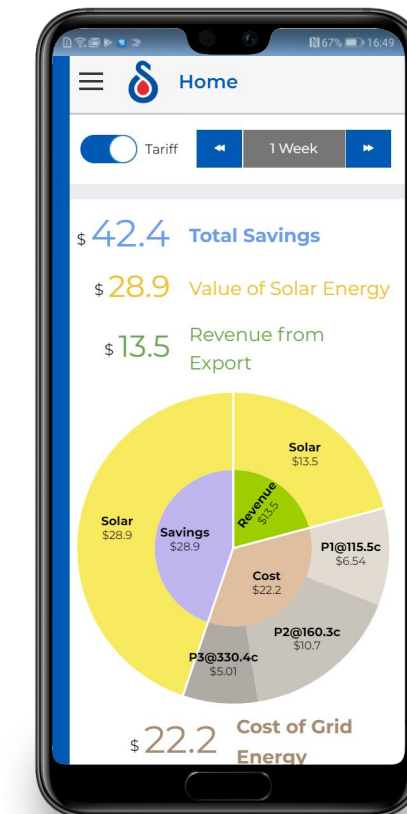 67% 16:49
Home
Tariff
1 Week
$ 42.4 Total Savings
$ 28.9 Value of Solar Energy
$ 13.5 Revenue from
Export
Solar
$13.5
Revenue
$13.5
Solar
$28.9
Savings
$28.9
P1@115.5c
$6.54
Cost
$22.2
P2@160.3c
$10.7
P3@330.4c
$5.01
$ 22.2 Cost of Grid
Energy